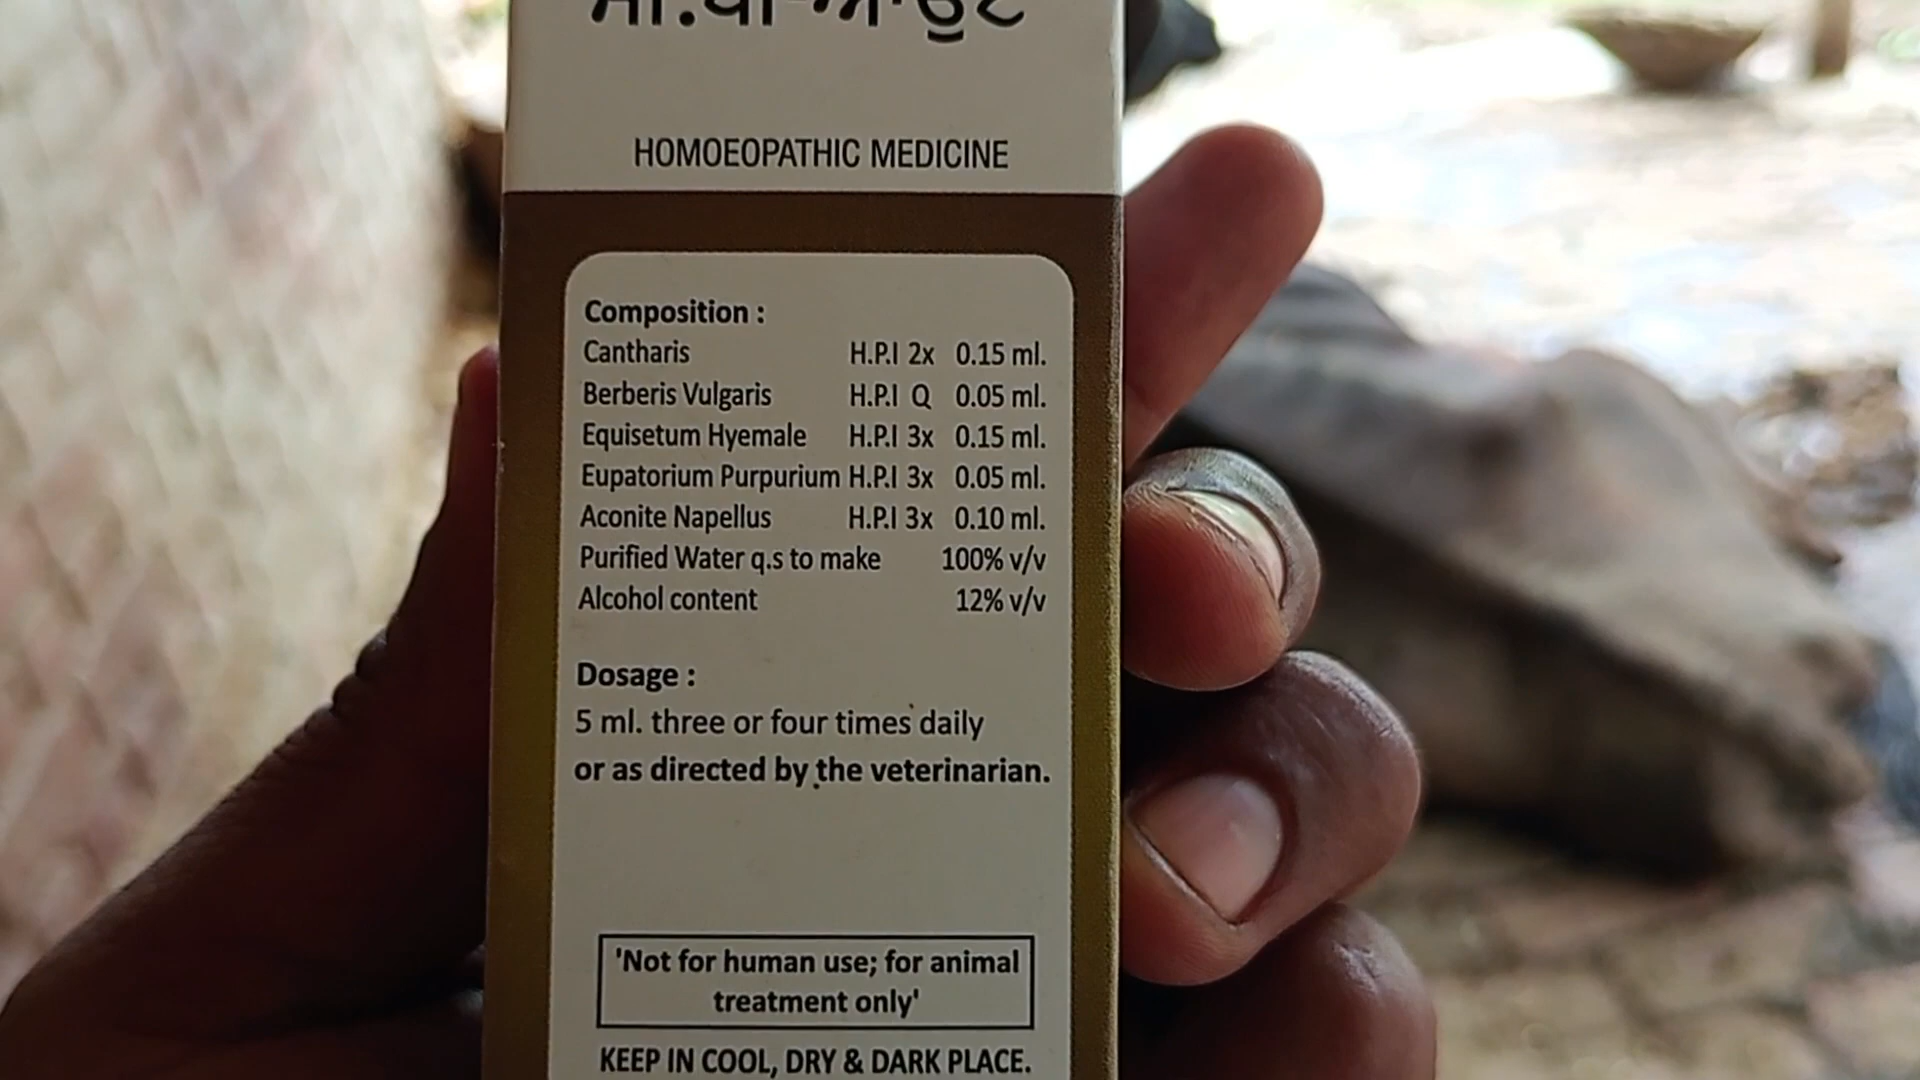 HOMOEOPATHIC MEDICINE
Composition :
Cantharis H.P.I 2x 0.15 ml.
Berberis Vulgaris H.P.I Q 0.05 ml.
Equisetum Hyemale H.P.I 3x 0.15 ml.
Eupatorium Purpurium H.P.I 3x 0.05 ml.
Aconite Napellus H.P.I 3x 0.10 ml.
Purified Water q.s to make 100% v/v
Alcohol content 12% v/v
Dosage :
5 ml. three or four times daily
or as directed by the veterinarian.
'Not for human use; for animal
treatment only'
KEEP IN COOL, DRY & DARK PLACE.